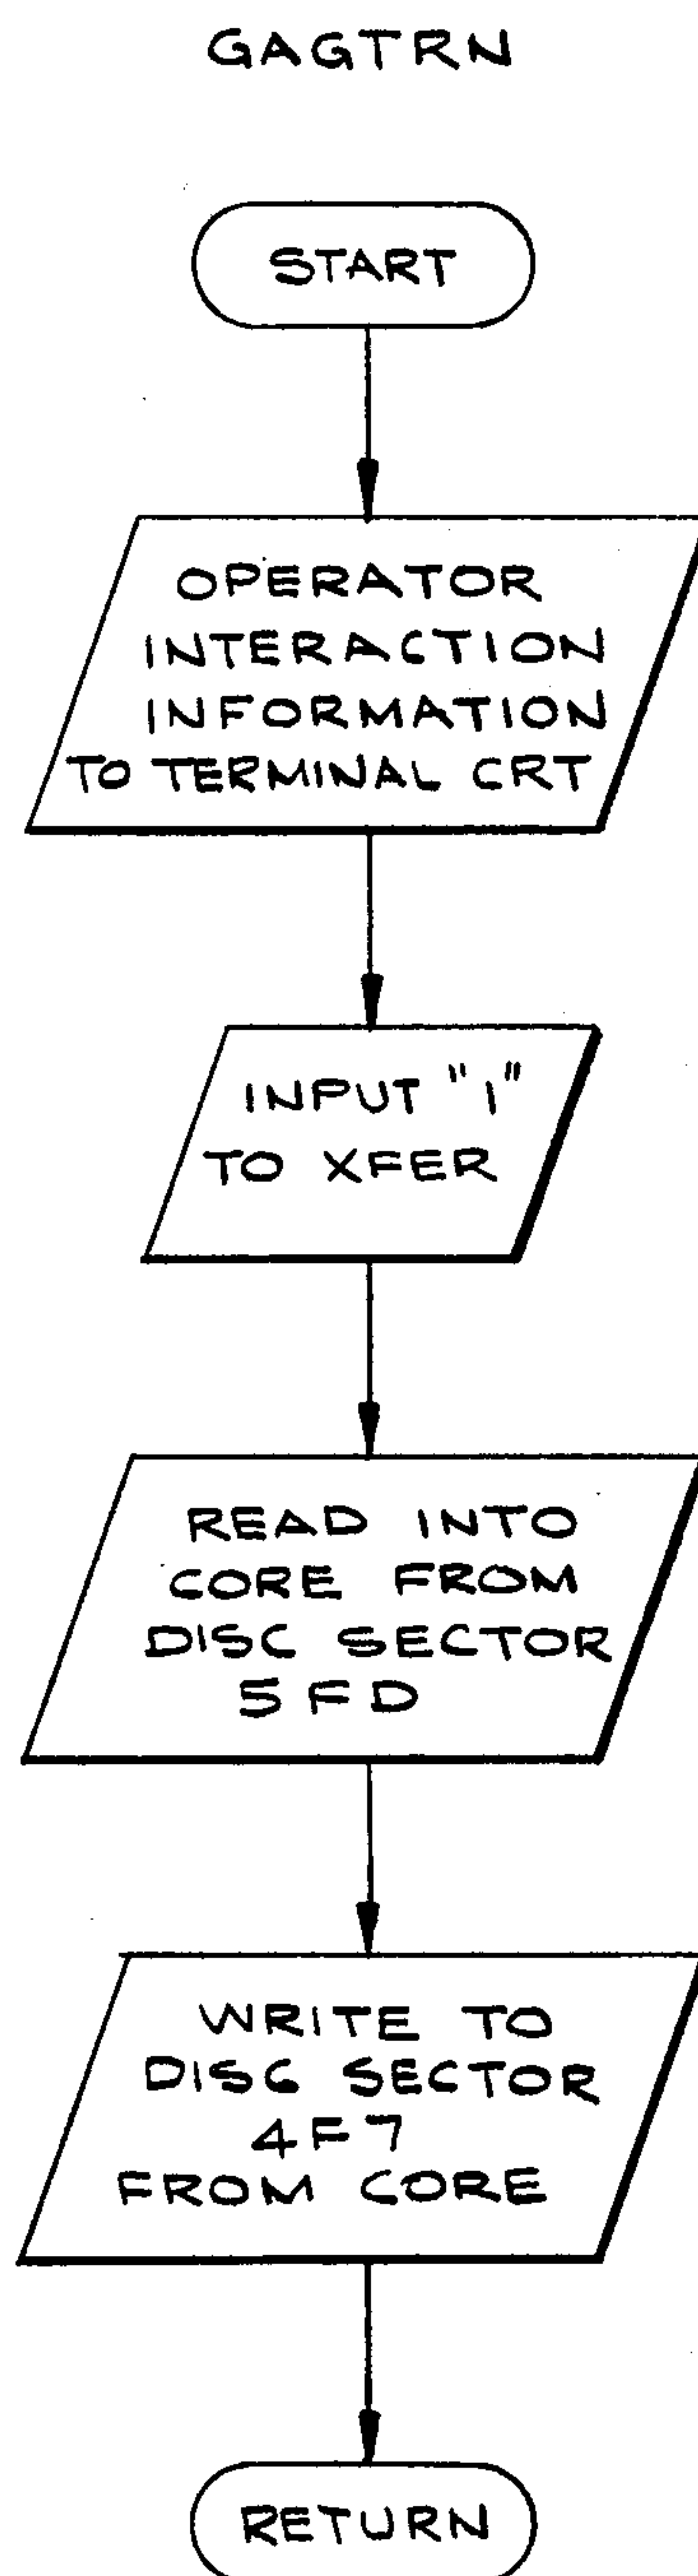 GAGTRN
START
OPERATOR
INTERACTION
INFORMATION
TO TERMINAL CRT
INPUT "1"
TO XFER
READ INTO
CORE FROM
DISC SECTOR
5FD
WRITE TO
DISC SECTOR
4F7
FROM CORE
RETURN